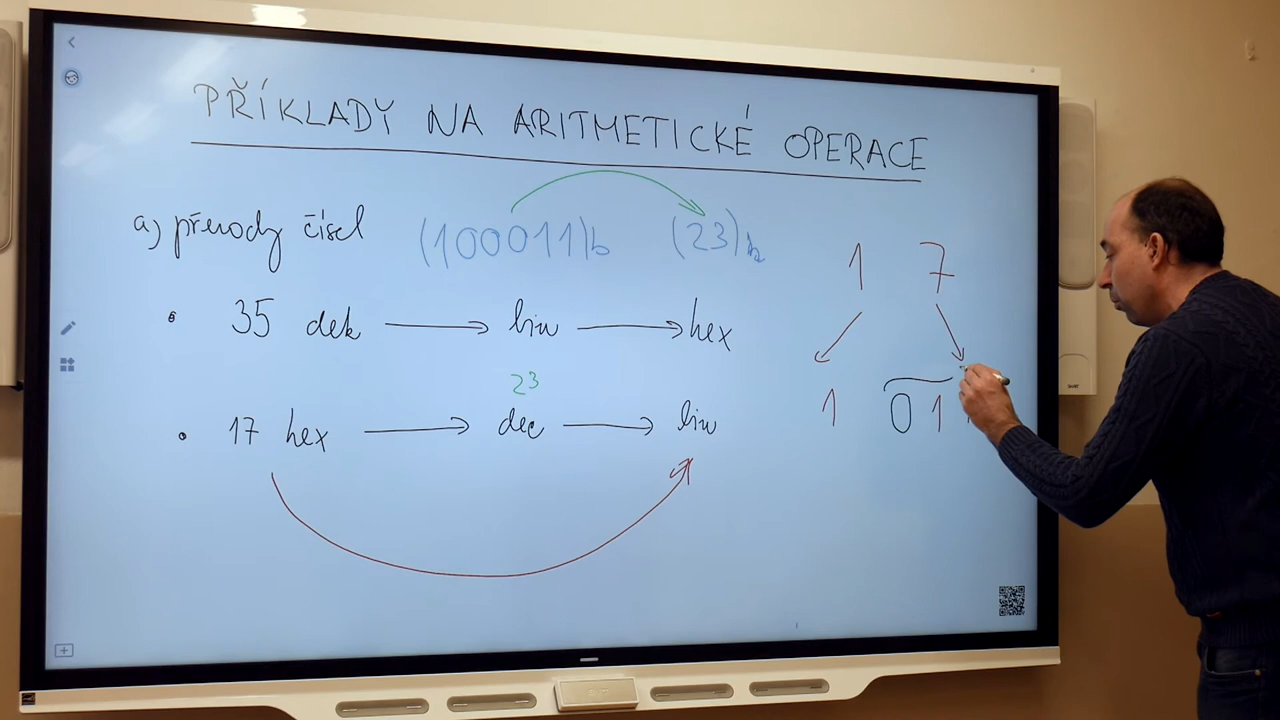 PŘÍKLADY NA ARITMETICKÉ OPERACE
a) převody čísel (100011)b (23)h
35 dek → bin → hex
23
17 hex → dec → bin
1 7
1 011